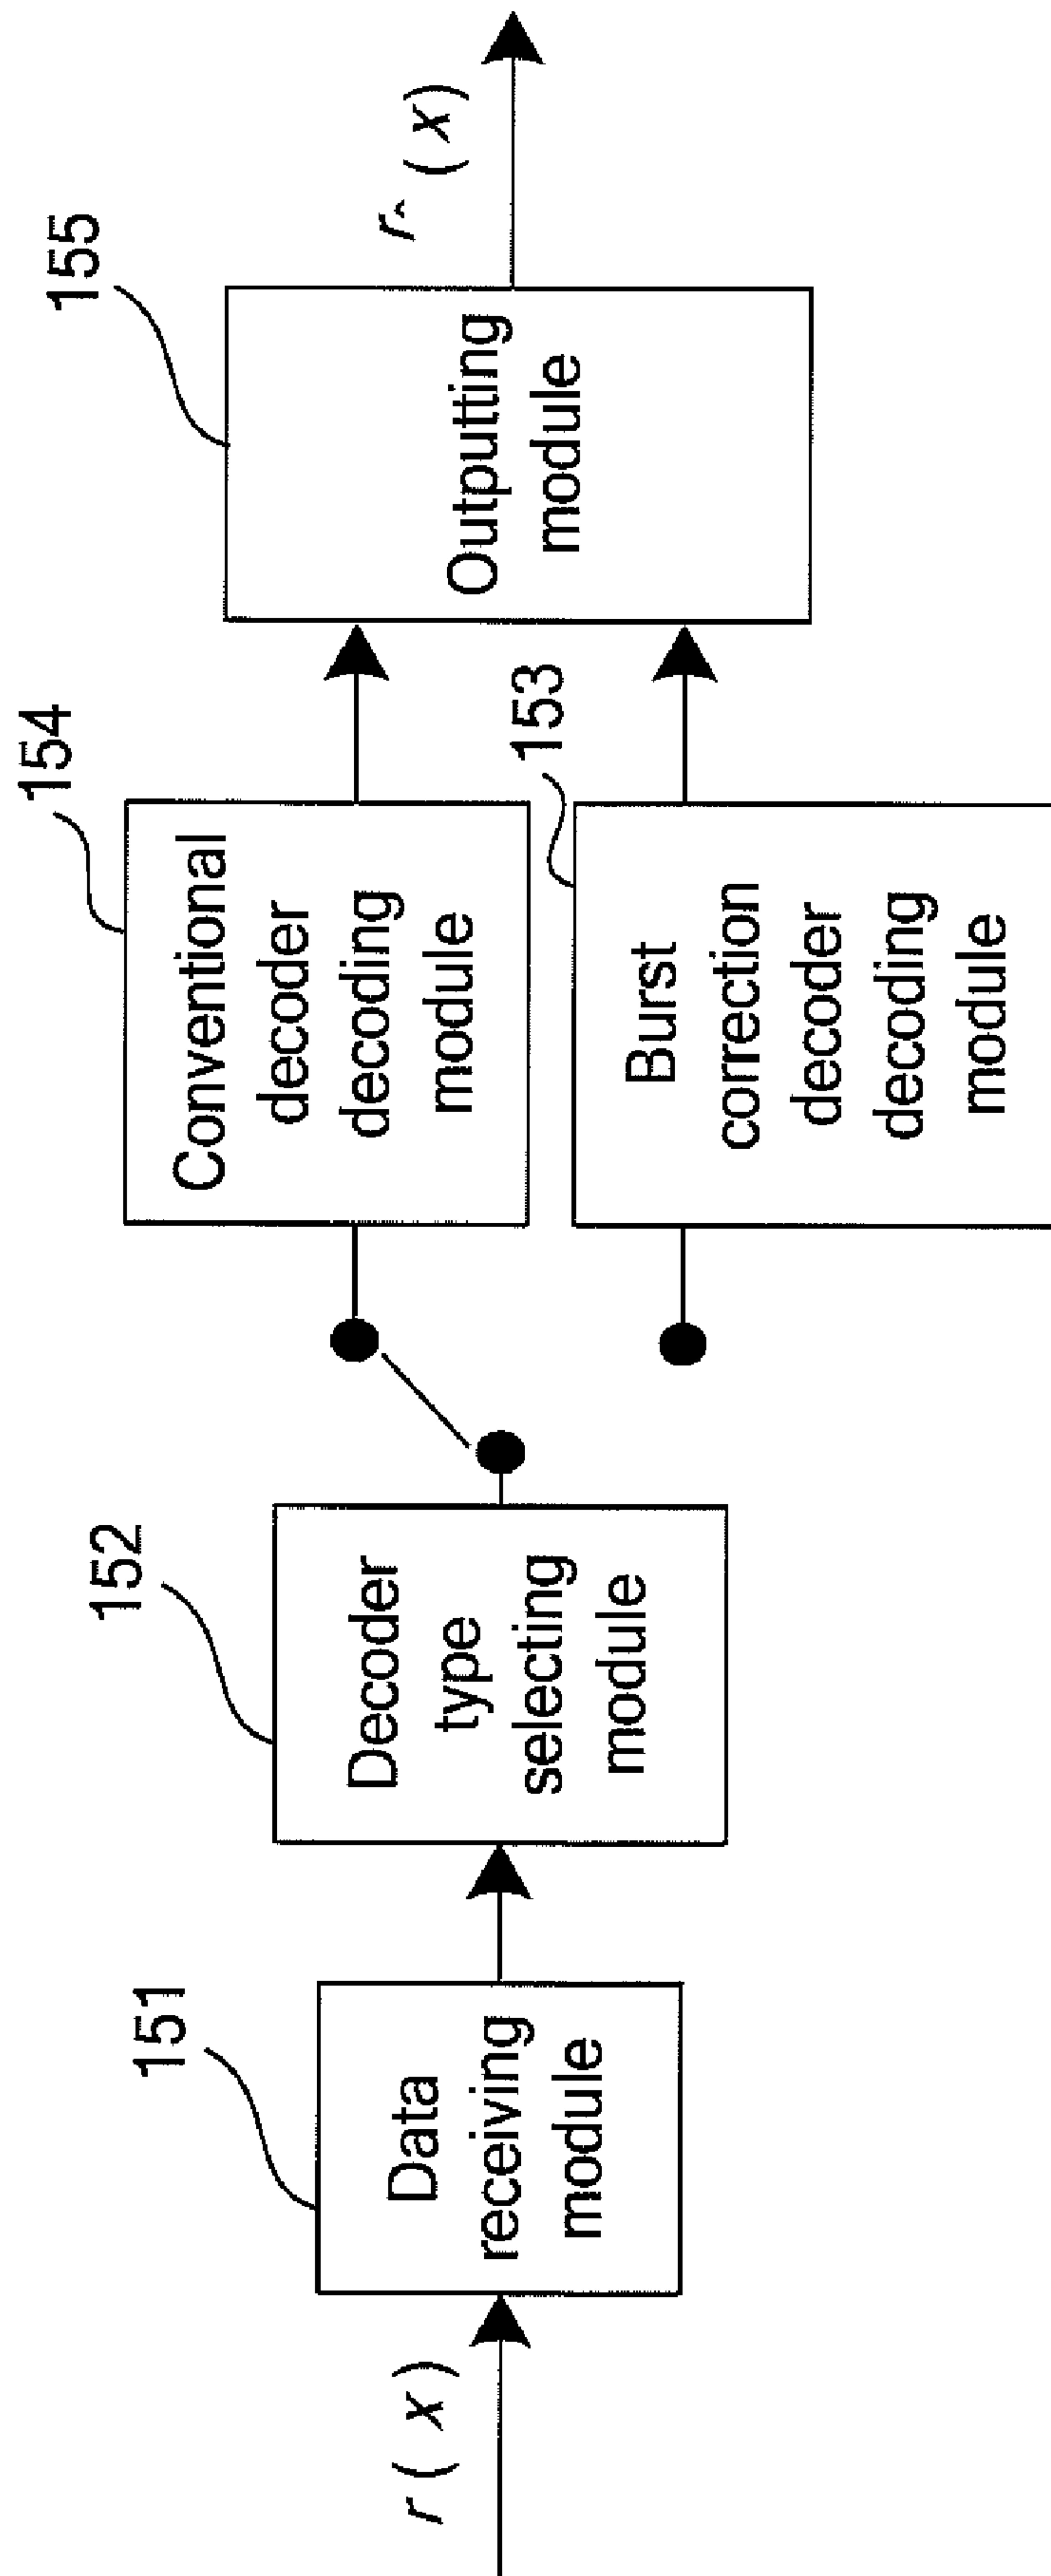 r ( x )
151
Data
receiving
module
152
Decoder
type
selecting
module
154
Conventional
decoder
decoding
module
153
Burst
correction
decoder
decoding
module
155
Outputting
module
r^ ( x )